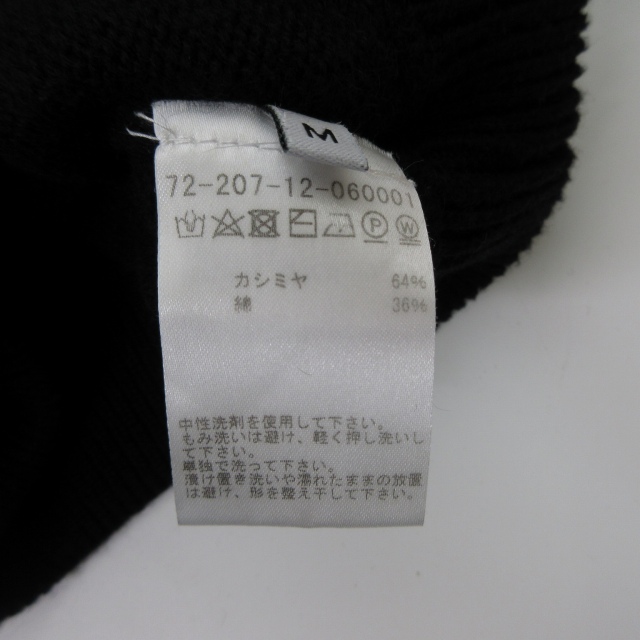 M
72-207-12-060001
カシミヤ 64%
綿 36%
中性洗剤を使用して下さい。
もみ洗いは避け、軽く押し洗いし
て下さい。
単独で洗って下さい。
漬け置き洗いや濡れたままの放置
は避け、形を整え干して下さい。